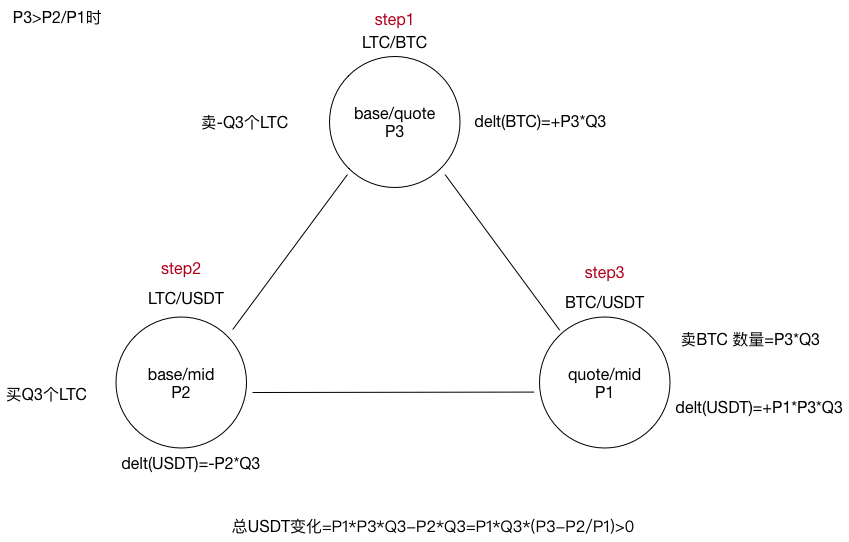 P3>P2/P1时
step1
LTC/BTC
base/quote
P3
卖-Q3个LTC
delt(BTC)=+P3*Q3
step2
LTC/USDT
base/mid
P2
买Q3个LTC
delt(USDT)=-P2*Q3
step3
BTC/USDT
quote/mid
P1
卖BTC 数量=P3*Q3
delt(USDT)=+P1*P3*Q3
总USDT变化=P1*P3*Q3-P2*Q3=P1*Q3*(P3-P2/P1)>0